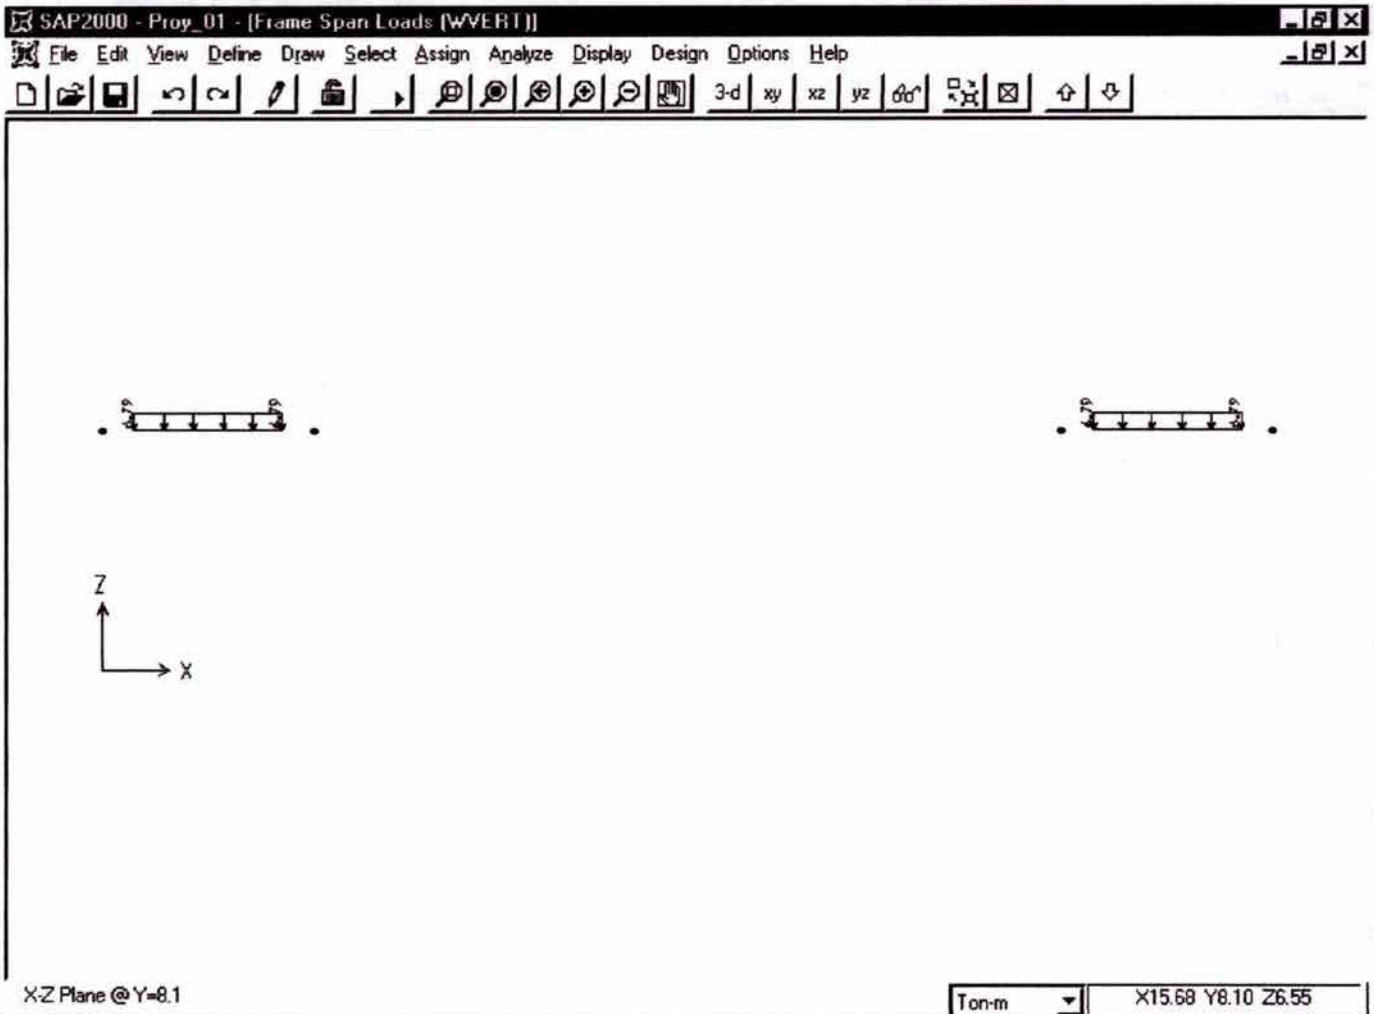 SAP2000 - Proy_01 - [Frame Span Loads (WVERT)]
File Edit View Define Draw Select Assign Analyze Display Design Options Help
3-d xy xz yz
Z
X
X-Z Plane @ Y=8.1
Ton-m
X15.68 Y8.10 Z6.55